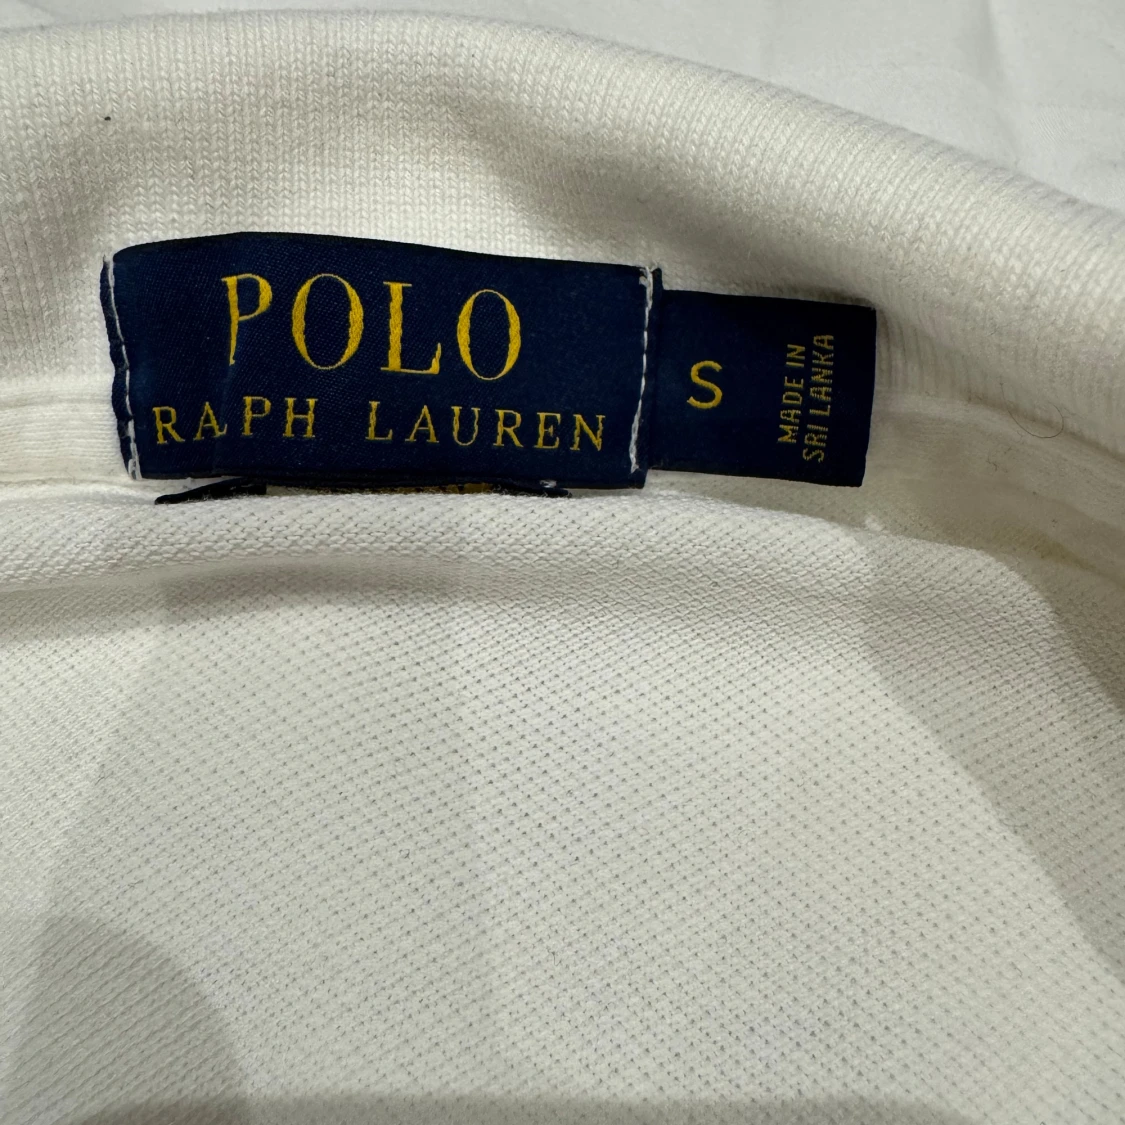 POLO
RALPH LAUREN
S
MADE IN
SRI LANKA